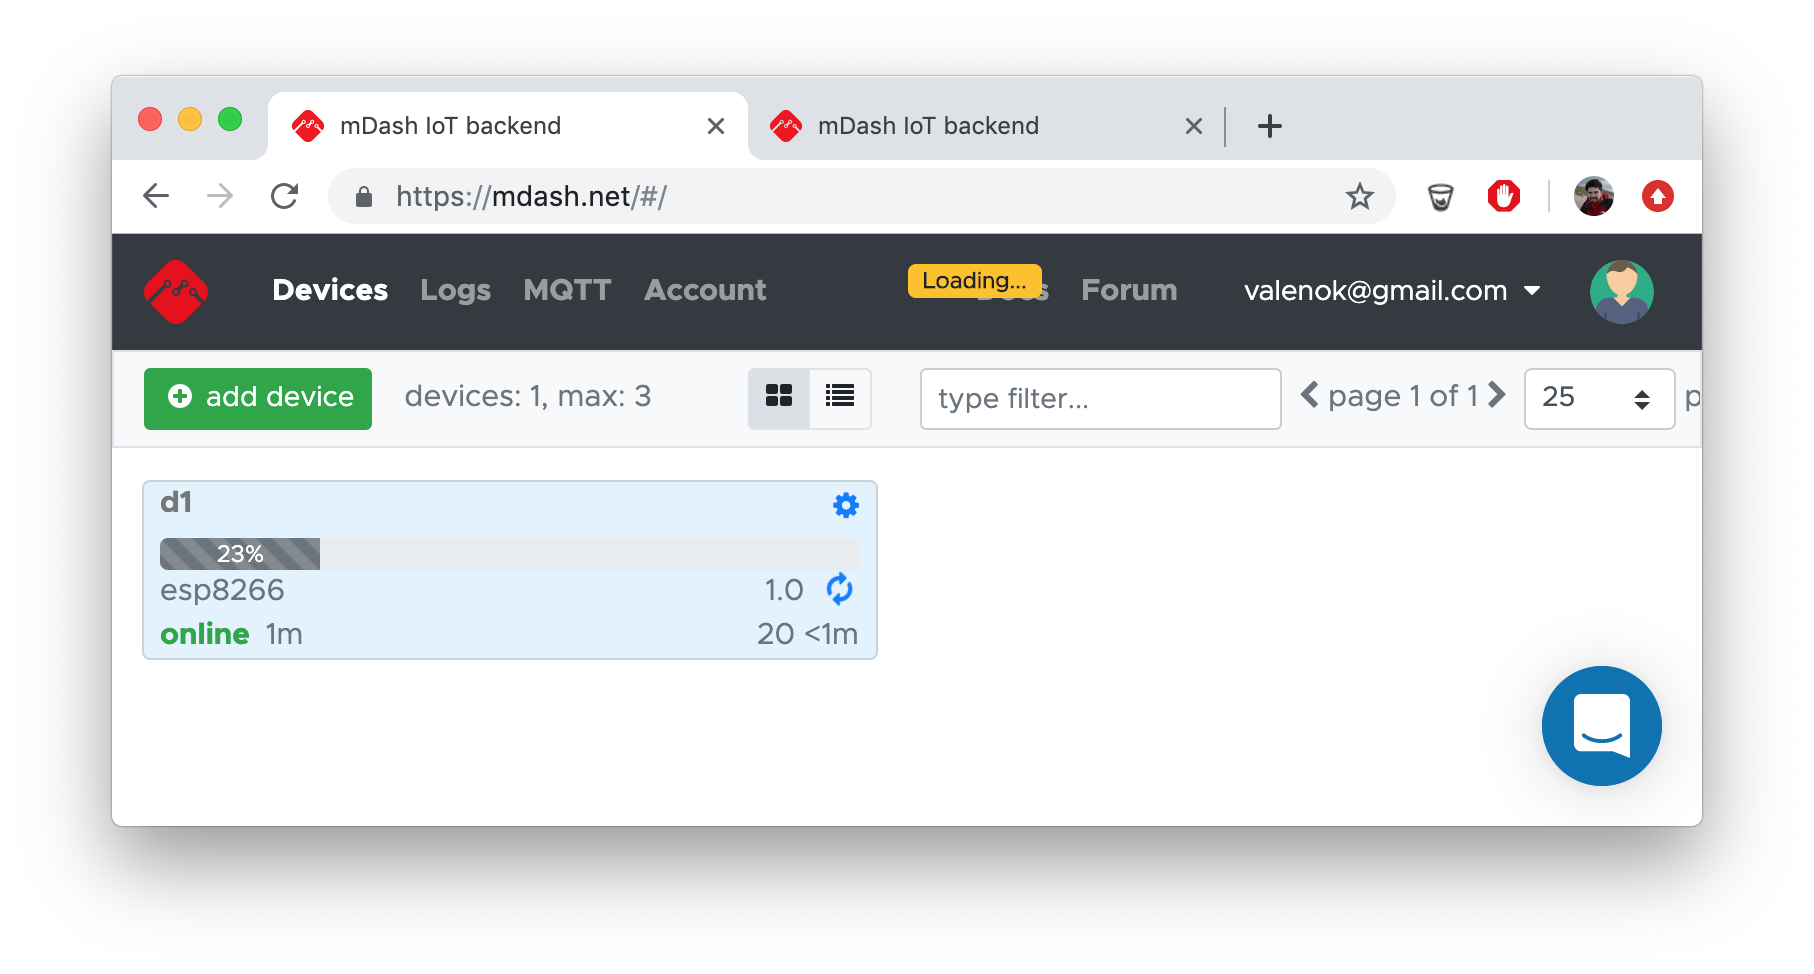 mDash IoT backend
mDash IoT backend
https://mdash.net/#/
Devices Logs MQTT Account Loading... Forum valenok@gmail.com
add device devices: 1, max: 3 type filter... page 1 of 1 25 p
d1
23%
esp8266 1.0
online 1m 20 <1m